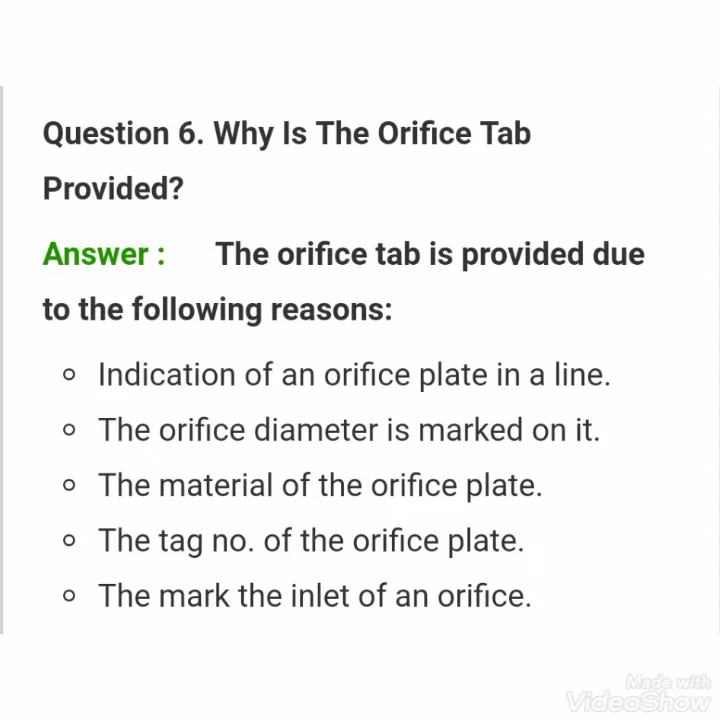 Question 6. Why Is The Orifice Tab
Provided?
Answer : The orifice tab is provided due
to the following reasons:
Indication of an orifice plate in a line.
The orifice diameter is marked on it.
The material of the orifice plate.
The tag no. of the orifice plate.
The mark the inlet of an orifice.
Made with
VideoShow